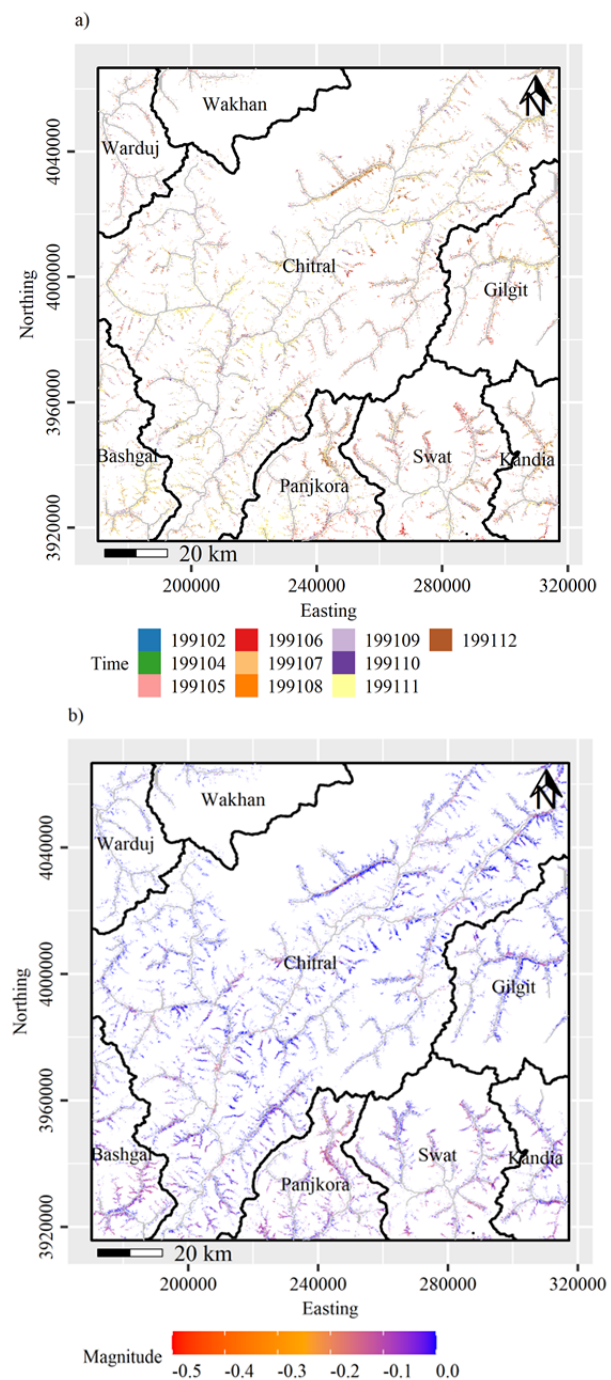 a)
Wakhan
N
Warduj
4040000
Chitral
Gilgit
4000000
Northing
3960000
Bashgal
Panjkora
Swat
Kandia
3920000
20 km
200000 240000 280000 320000
Easting
199102 199106 199109 199112
Time 199104 199107 199110
199105 199108 199111
b)
Wakhan
N
Warduj
4040000
Chitral
Gilgit
4000000
Northing
3960000
Bashgal
Panjkora
Swat
Kandia
3920000
20 km
200000 240000 280000 320000
Easting
Magnitude
-0.5 -0.4 -0.3 -0.2 -0.1 0.0